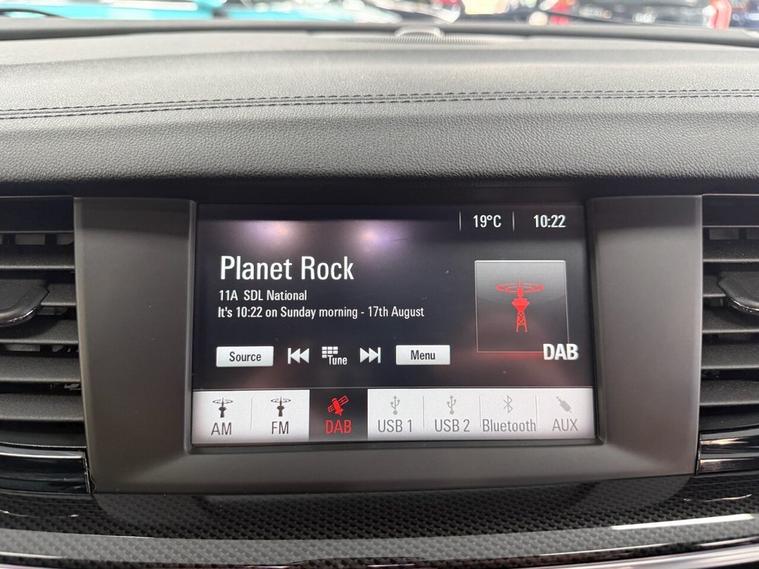 19°C 10:22
Planet Rock
11A SDL National
It's 10:22 on Sunday morning - 17th August
DAB
Source Tune Menu
AM FM DAB USB 1 USB 2 Bluetooth AUX